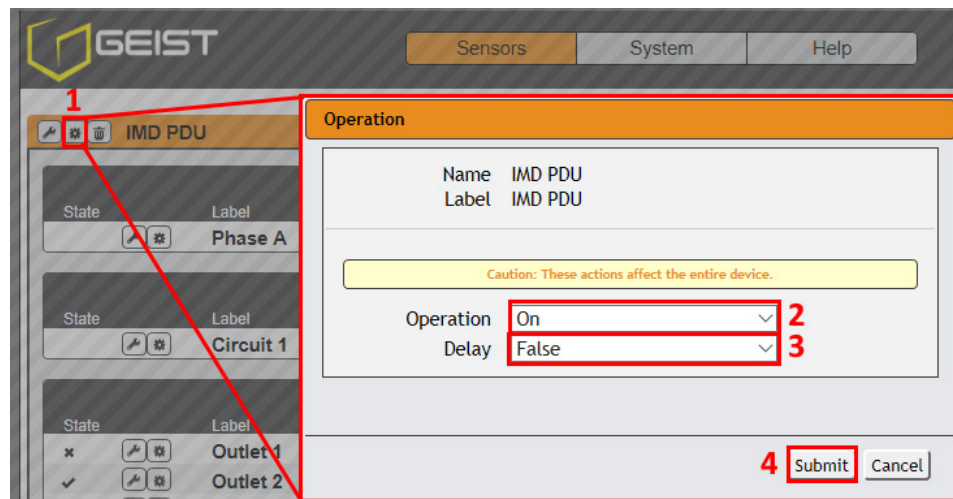 GEIST
Sensors System Help
1
IMD PDU
State Label
Phase A
State Label
Circuit 1
State Label
Outlet 1
Outlet 2
Operation
Name IMD PDU
Label IMD PDU
Caution: These actions affect the entire device.
Operation On 2
Delay False 3
4 Submit Cancel